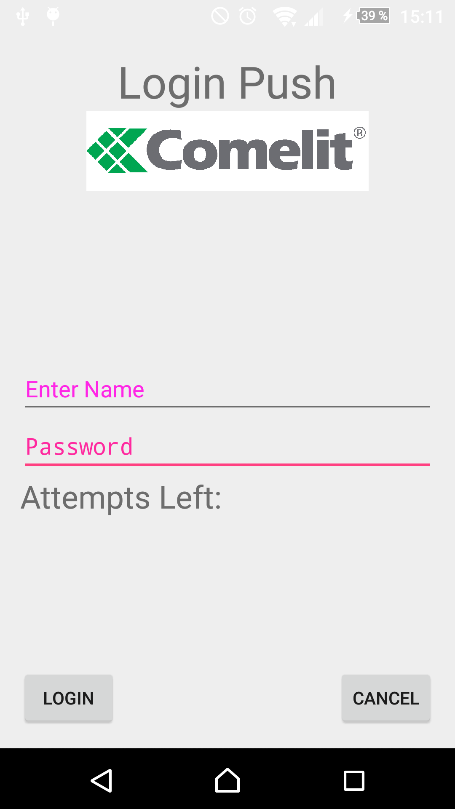 39 % 15:11
Login Push
Comelit®
Enter Name
Password
Attempts Left:
LOGIN CANCEL